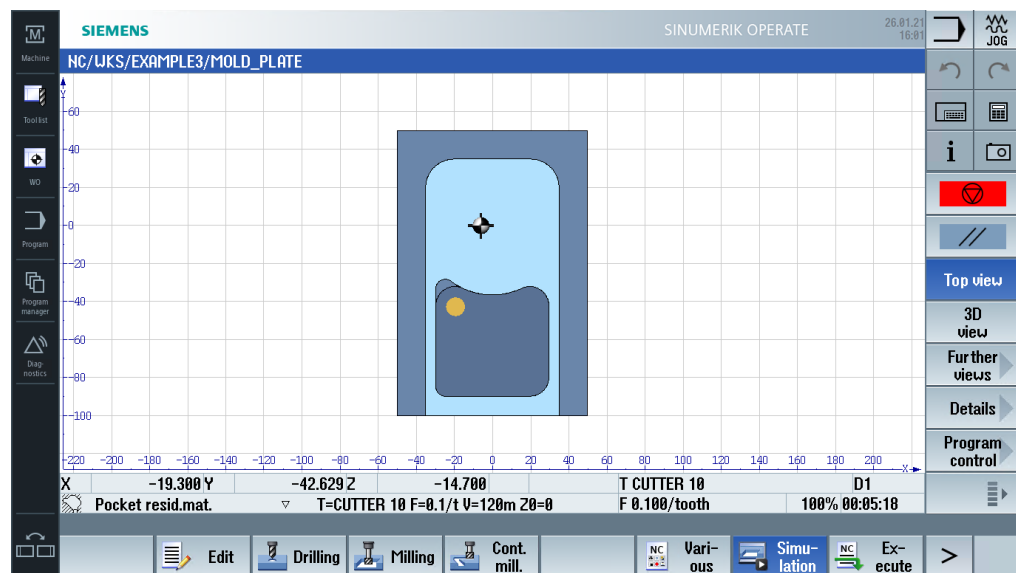 SIEMENS
SINUMERIK OPERATE
26.01.21
16:01
M
Machine
Tool list
WO
Program
Program
manager
Diag-
nostics
JOG
NC/WKS/EXAMPLE3/MOLD_PLATE
Y
60
40
20
0
-20
-40
-60
-80
-100
-220 -200 -180 -160 -140 -120 -100 -80 -60 -40 -20 0 20 40 60 80 100 120 140 160 180 200 X
X -19.300 Y -42.629 Z -14.700 T CUTTER 10 D1
Pocket resid.mat. ▽ T=CUTTER 10 F=0.1/t V=120m Z0=0 F 0.100/tooth 100% 00:05:18
i
Top view
3D
view
Further
views
Details
Program
control
Edit
Drilling
Milling
Cont.
mill.
NC
Vari-
ous
Simu-
lation
NC
Ex-
ecute
>